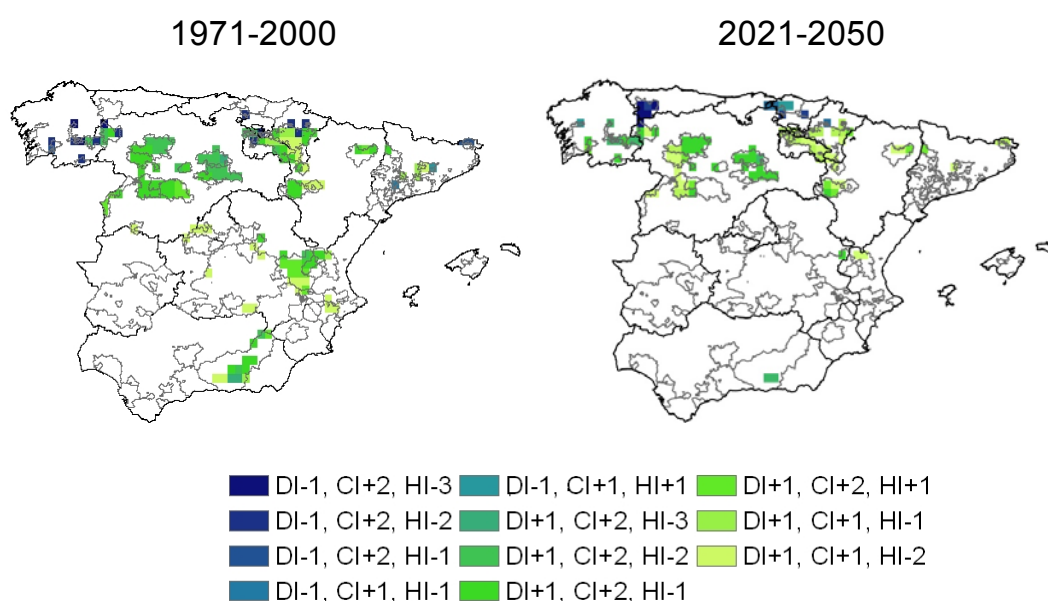 1971-2000 2021-2050
DI-1, CI+2, HI-3 DI-1, CI+1, HI+1 DI+1, CI+2, HI+1
DI-1, CI+2, HI-2 DI+1, CI+2, HI-3 DI+1, CI+1, HI-1
DI-1, CI+2, HI-1 DI+1, CI+2, HI-2 DI+1, CI+1, HI-2
DI-1, CI+1, HI-1 DI+1, CI+2, HI-1